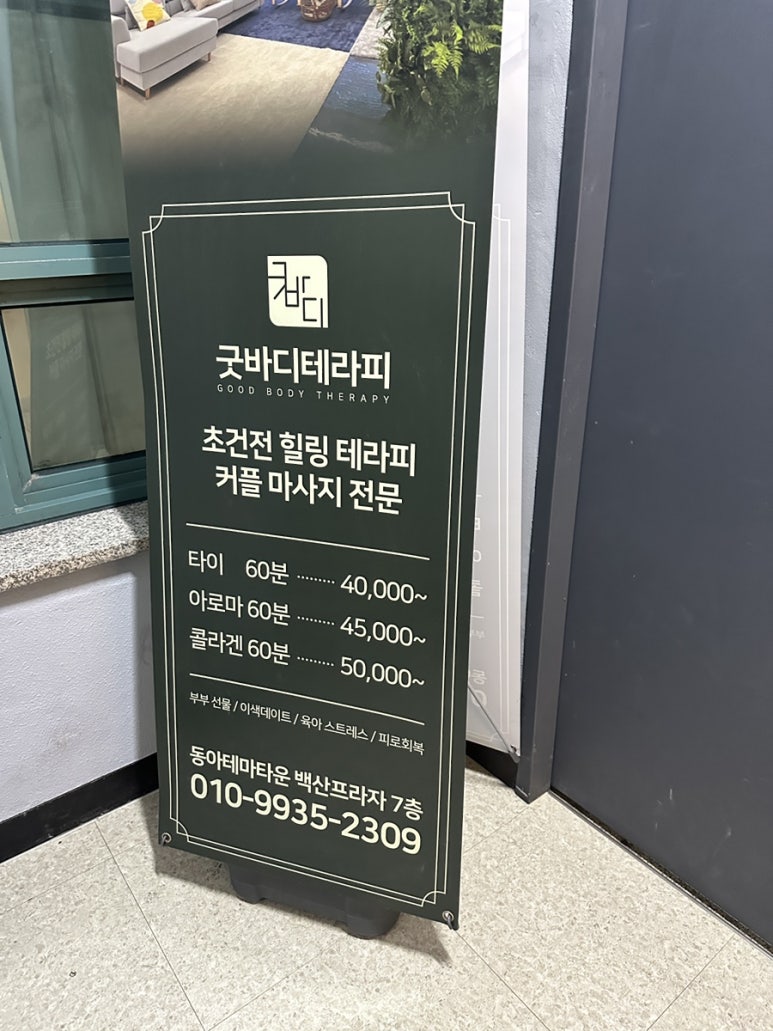 굿바디
굿바디테라피
GOOD BODY THERAPY
초건전 힐링 테라피
커플 마사지 전문
타이 60분 ········· 40,000~
아로마 60분 ········· 45,000~
콜라겐 60분 ········· 50,000~
부부 선물 / 이색데이트 / 육아 스트레스 / 피로회복
동아테마타운 백산프라자 7층
010-9935-2309